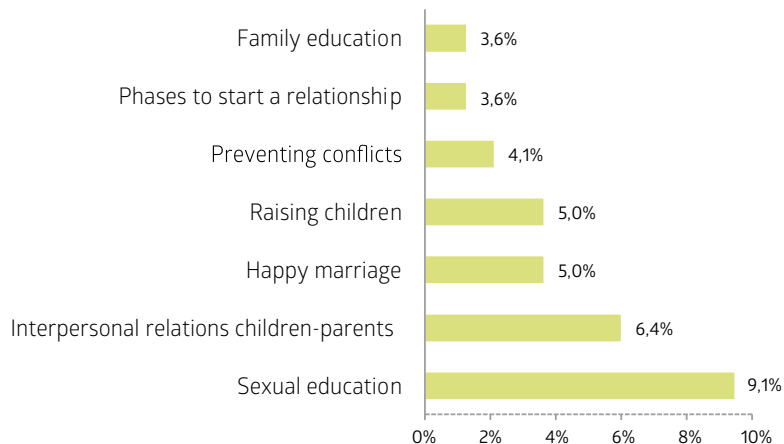 Family education 3,6%
Phases to start a relationship 3,6%
Preventing conflicts 4,1%
Raising children 5,0%
Happy marriage 5,0%
Interpersonal relations children-parents 6,4%
Sexual education 9,1%
0% 2% 4% 6% 8% 10%